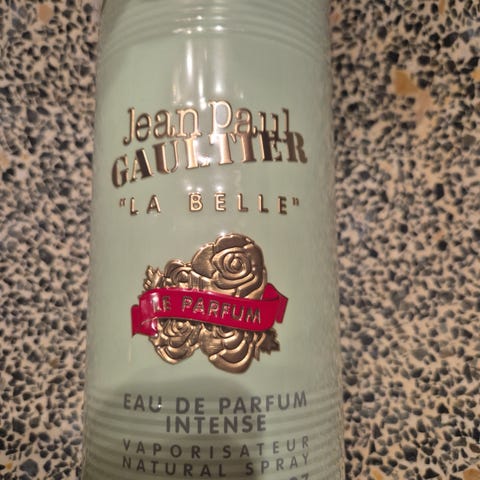 Jean Paul
GAULTIER
"LA BELLE"
LE PARFUM
EAU DE PARFUM
INTENSE
VAPORISATEUR
NATURAL SPRAY